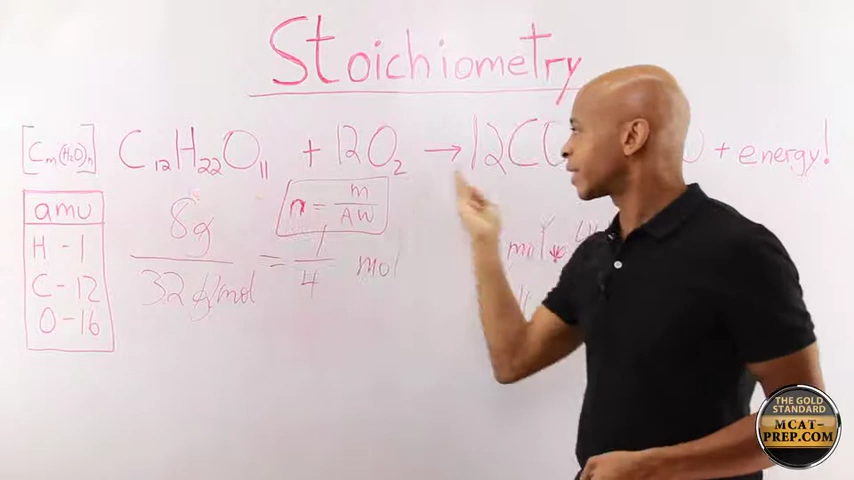 Stoichiometry
[Cₘ(H₂O)ₙ] C₁₂H₂₂O₁₁ + 12O₂ → 12CO + energy!
amu
H - 1
C - 12
O - 16
8g
32 g/mol
= 1/4 mol
n = m/AW
mol
THE GOLD
STANDARD
MCAT-
PREP.COM